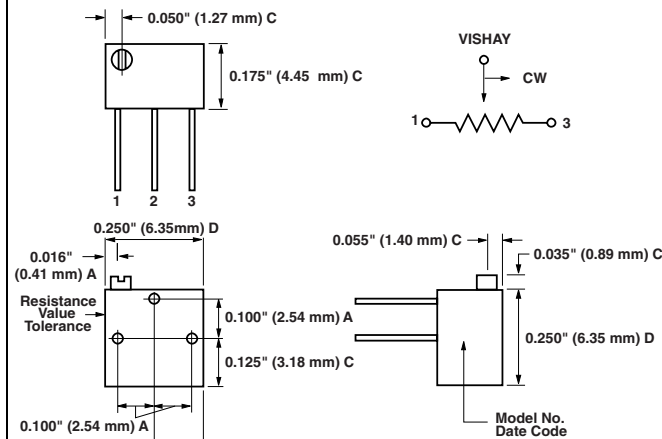 0.050" (1.27 mm) C
VISHAY
0.175" (4.45 mm) C
CW
1
3
1 2 3
0.250" (6.35mm) D
0.016"
(0.41 mm) A
0.055" (1.40 mm) C
0.035" (0.89 mm) C
Resistance
Value
Tolerance
0.100" (2.54 mm) A
0.125" (3.18 mm) C
0.250" (6.35 mm) D
0.100" (2.54 mm) A
Model No.
Date Code